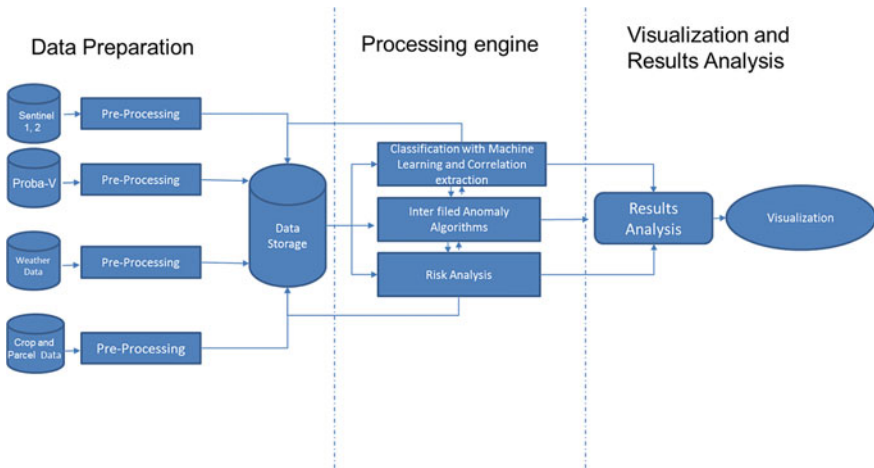 Data Preparation
Processing engine
Visualization and
Results Analysis
Sentinel
1, 2
Pre-Processing
Proba-V
Pre-Processing
Weather
Data
Pre-Processing
Crop and
Parcel Data
Pre-Processing
Data
Storage
Classification with Machine
Learning and Correlation
extraction
Inter filed Anomaly
Algorithms
Risk Analysis
Results
Analysis
Visualization